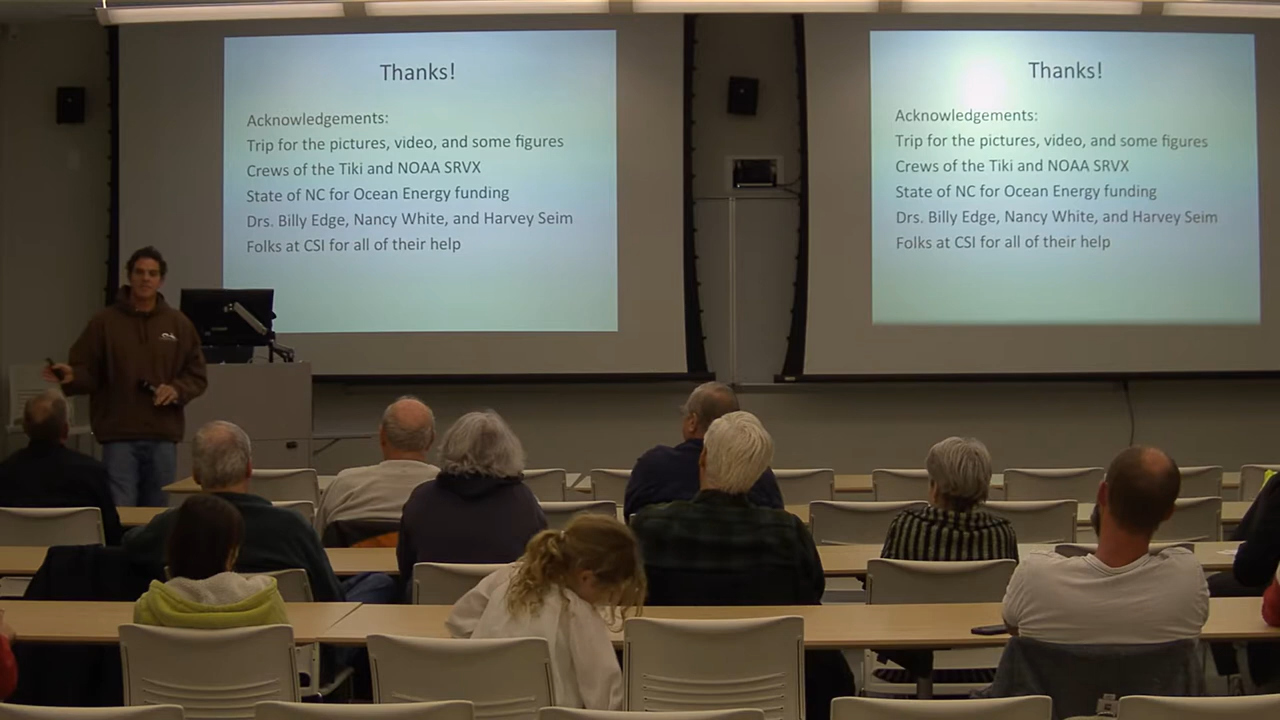 Thanks!
Acknowledgements:
Trip for the pictures, video, and some figures
Crews of the Tiki and NOAA SRVX
State of NC for Ocean Energy funding
Drs. Billy Edge, Nancy White, and Harvey Seim
Folks at CSI for all of their help
Thanks!
Acknowledgements:
Trip for the pictures, video, and some figures
Crews of the Tiki and NOAA SRVX
State of NC for Ocean Energy funding
Drs. Billy Edge, Nancy White, and Harvey Seim
Folks at CSI for all of their help